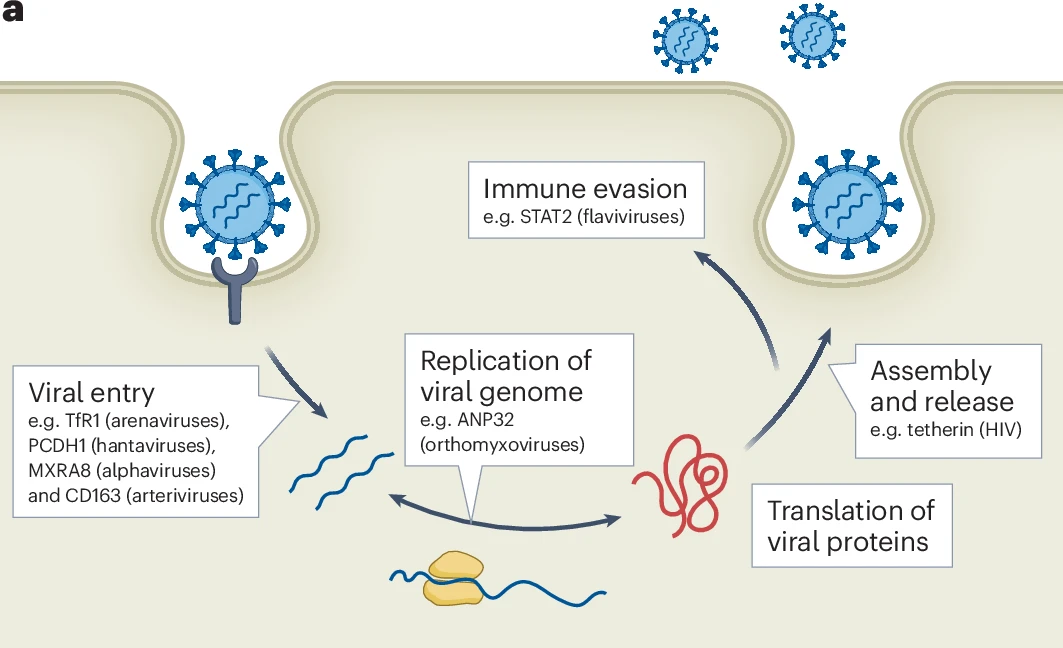 a
Immune evasion
e.g. STAT2 (flaviviruses)
Viral entry
e.g. TfR1 (arenaviruses),
PCDH1 (hantaviruses),
MXRA8 (alphaviruses)
and CD163 (arteriviruses)
Replication of
viral genome
e.g. ANP32
(orthomyxoviruses)
Assembly
and release
e.g. tetherin (HIV)
Translation of
viral proteins